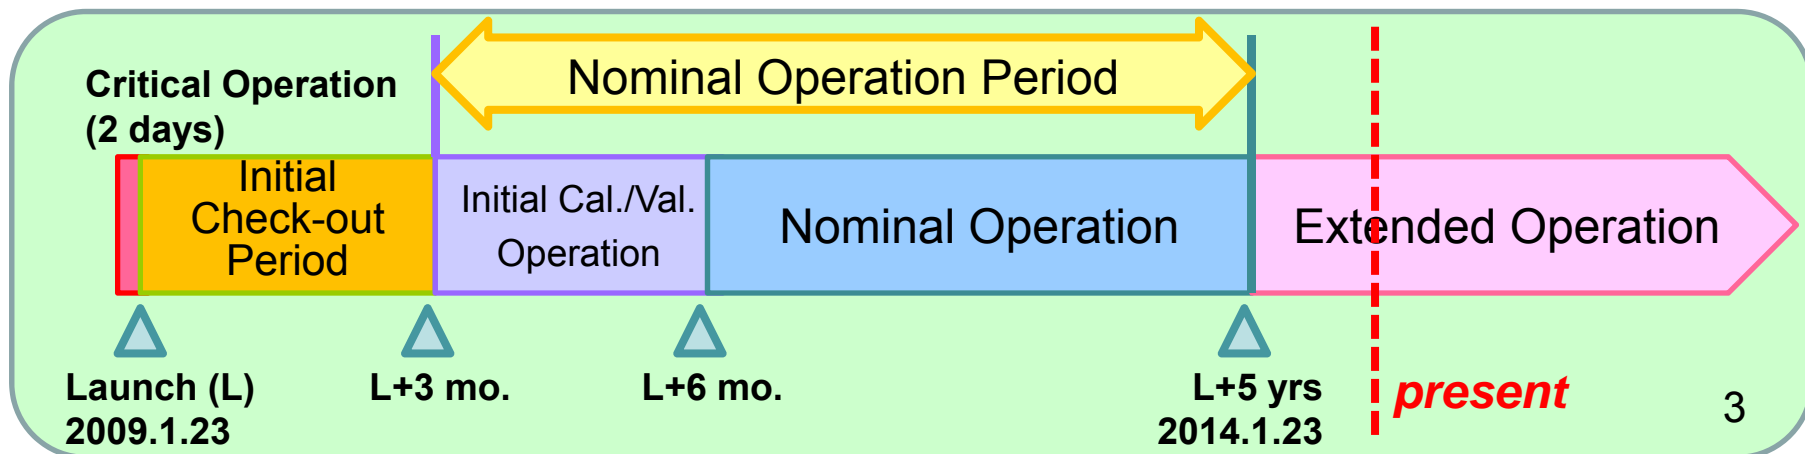 Nominal Operation Period
Critical Operation
(2 days)
Initial
Check-out
Period
Initial Cal./Val.
Operation
Nominal Operation
Extended Operation
Launch (L)
2009.1.23
L+3 mo.
L+6 mo.
L+5 yrs
2014.1.23
present
3